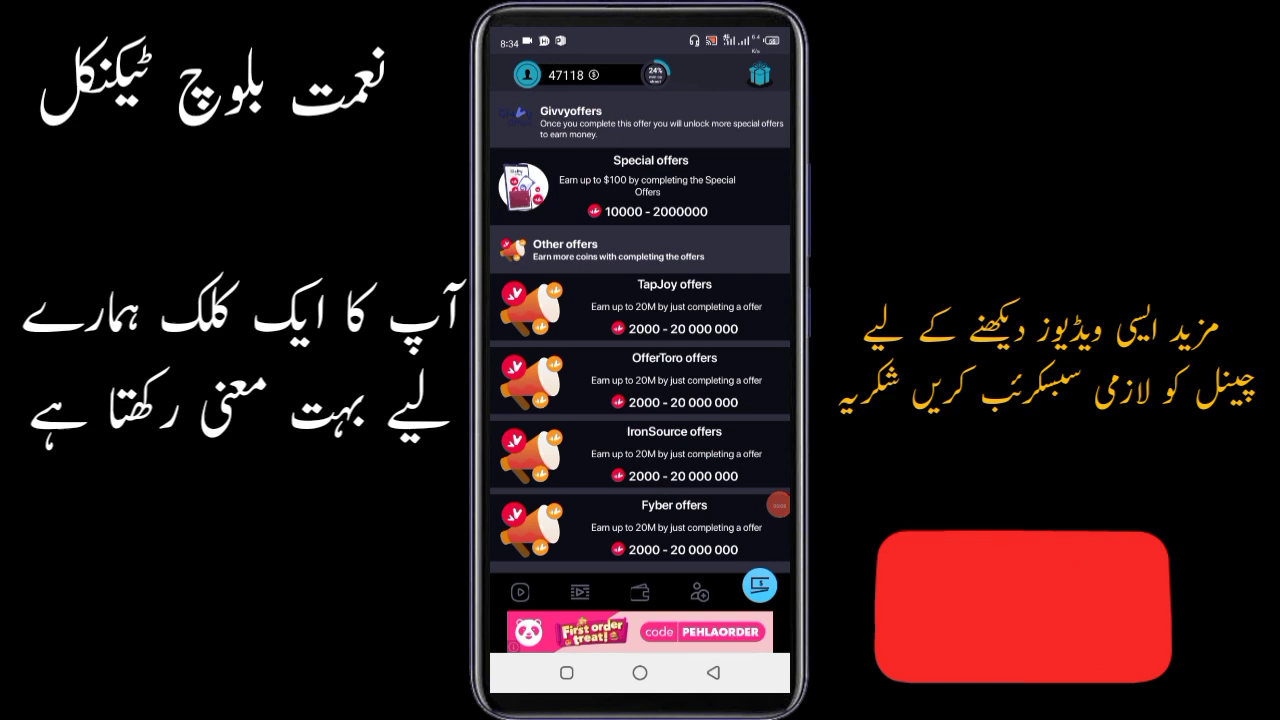 نعمت بلوچ ٹیکنکل
آپ کا ایک کلک ہمارے
لیے بہت معنی رکھتا ہے
8:34
47118
24%
Givvyoffers
Once you complete this offer you will unlock more special offers
to earn money.
Special offers
Earn up to $100 by completing the Special
Offers
10000 - 2000000
Other offers
Earn more coins with completing the offers
TapJoy offers
Earn up to 20M by just completing a offer
2000 - 20 000 000
OfferToro offers
Earn up to 20M by just completing a offer
2000 - 20 000 000
IronSource offers
Earn up to 20M by just completing a offer
2000 - 20 000 000
Fyber offers
Earn up to 20M by just completing a offer
2000 - 20 000 000
First order
treat!
code PEHLAORDER
مزید ایسی ویڈیوز دیکھنے کے لیے
چینل کو لازمی سبسکرئب کریں شکریہ